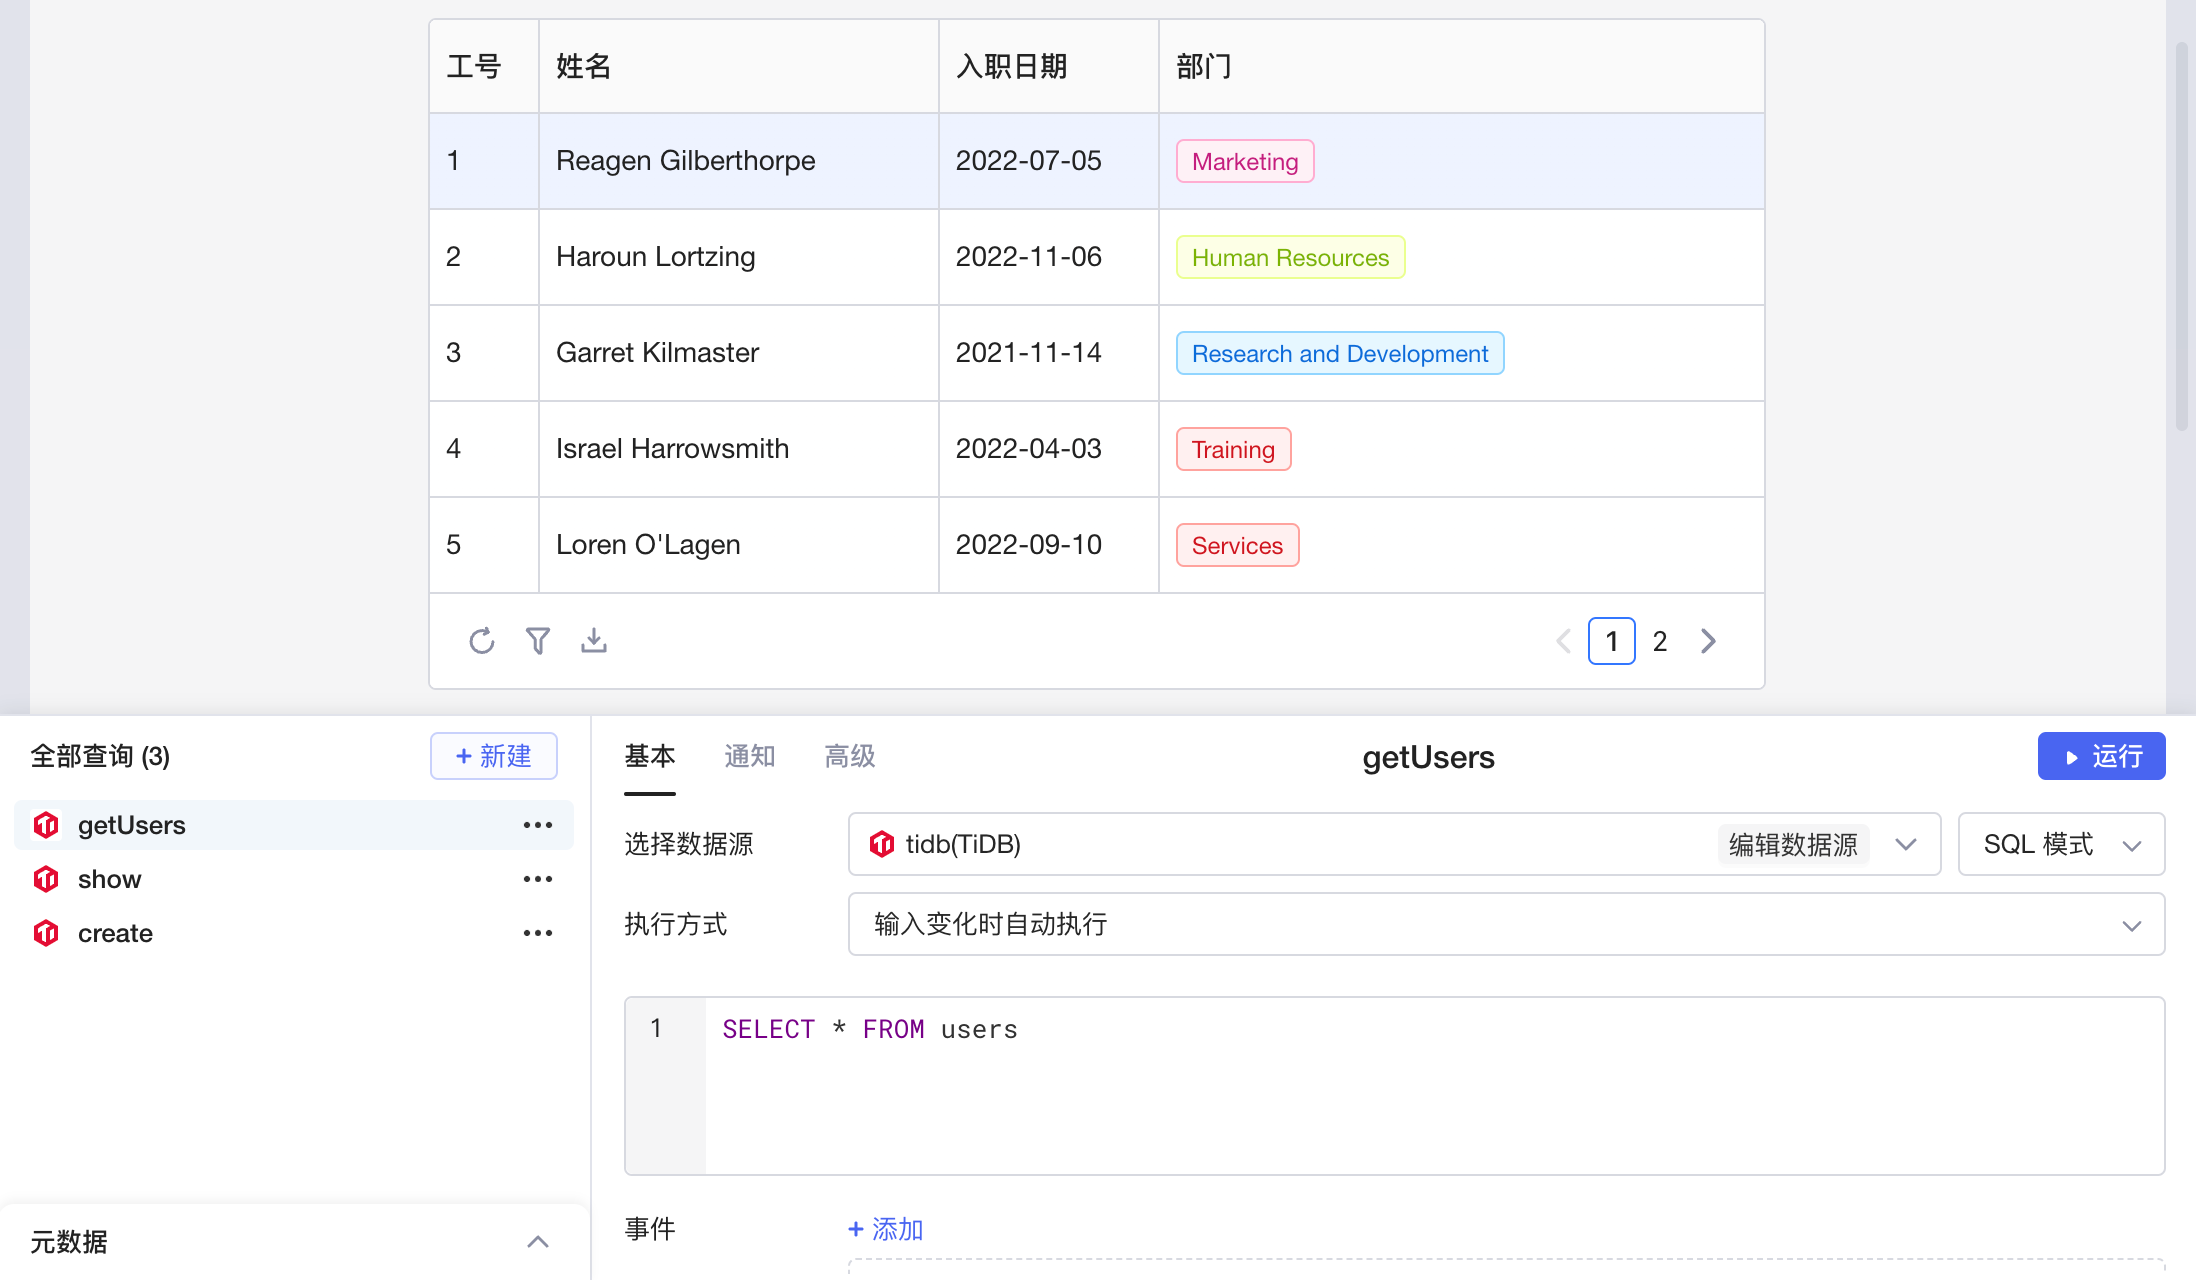 工号 姓名 入职日期 部门
1 Reagen Gilberthorpe 2022-07-05 Marketing
2 Haroun Lortzing 2022-11-06 Human Resources
3 Garret Kilmaster 2021-11-14 Research and Development
4 Israel Harrowsmith 2022-04-03 Training
5 Loren O'Lagen 2022-09-10 Services
1 2
全部查询 (3) + 新建
getUsers
show
create
元数据
基本 通知 高级 getUsers 运行
选择数据源 tidb(TiDB) 编辑数据源 SQL 模式
执行方式 输入变化时自动执行
1 SELECT * FROM users
事件 + 添加